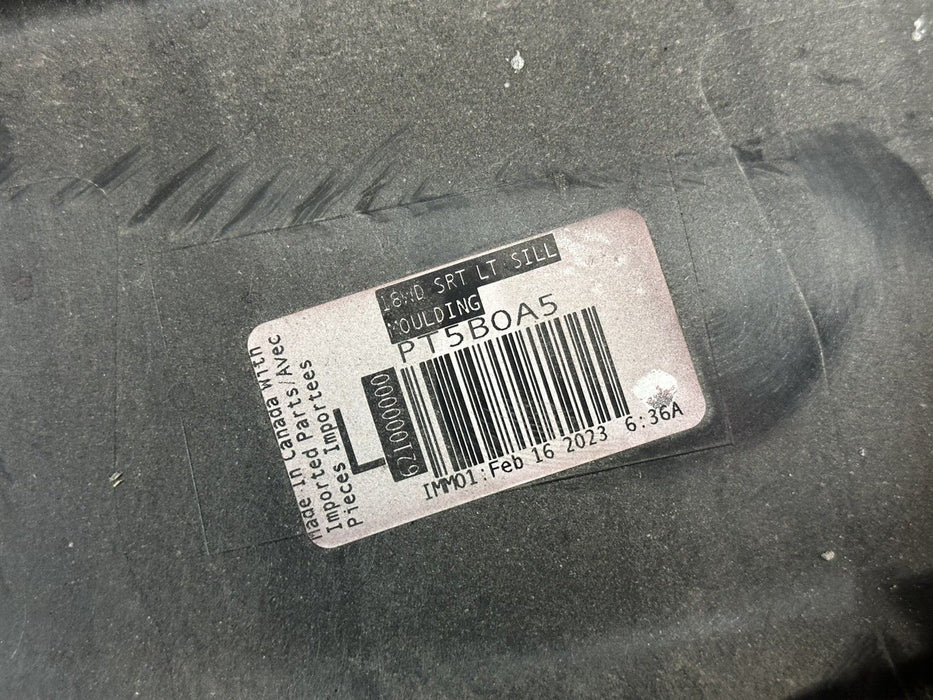 18WD SRT LT SILL
MOULDING
PT5B0A5
L
621000000
IMM01:Feb 16 2023 6:36A
Made in Canada with
Imported Parts/Avec
Pieces Importees